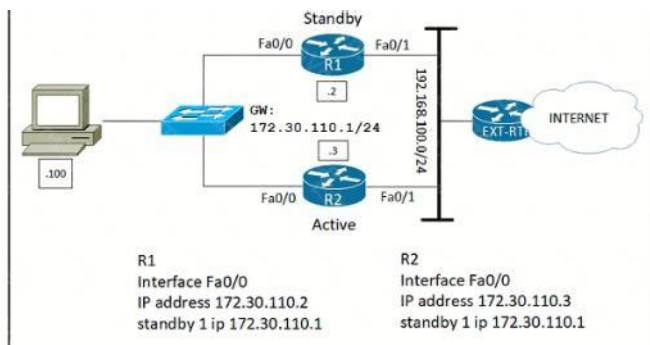 Standby
Fa0/0
Fa0/1
R1
.2
GW:
172.30.110.1/24
192.168.100.0/24
INTERNET
.100
.3
Fa0/0
Fa0/1
R2
Active
R1
Interface Fa0/0
IP address 172.30.110.2
standby 1 ip 172.30.110.1
R2
Interface Fa0/0
IP address 172.30.110.3
standby 1 ip 172.30.110.1